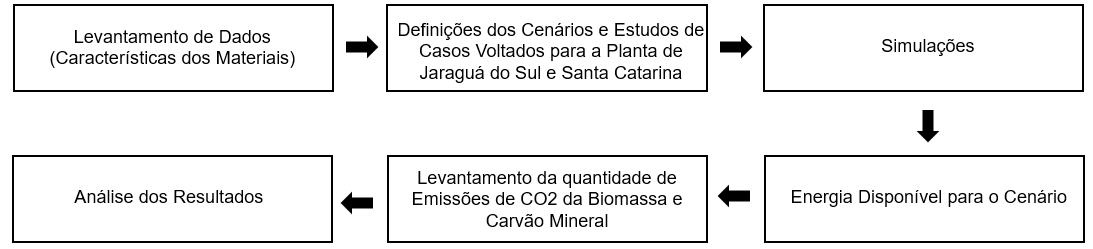 Levantamento de Dados
(Características dos Materiais)
Definições dos Cenários e Estudos de
Casos Voltados para a Planta de
Jaraguá do Sul e Santa Catarina
Simulações
Energia Disponível para o Cenário
Levantamento da quantidade de
Emissões de CO2 da Biomassa e
Carvão Mineral
Análise dos Resultados